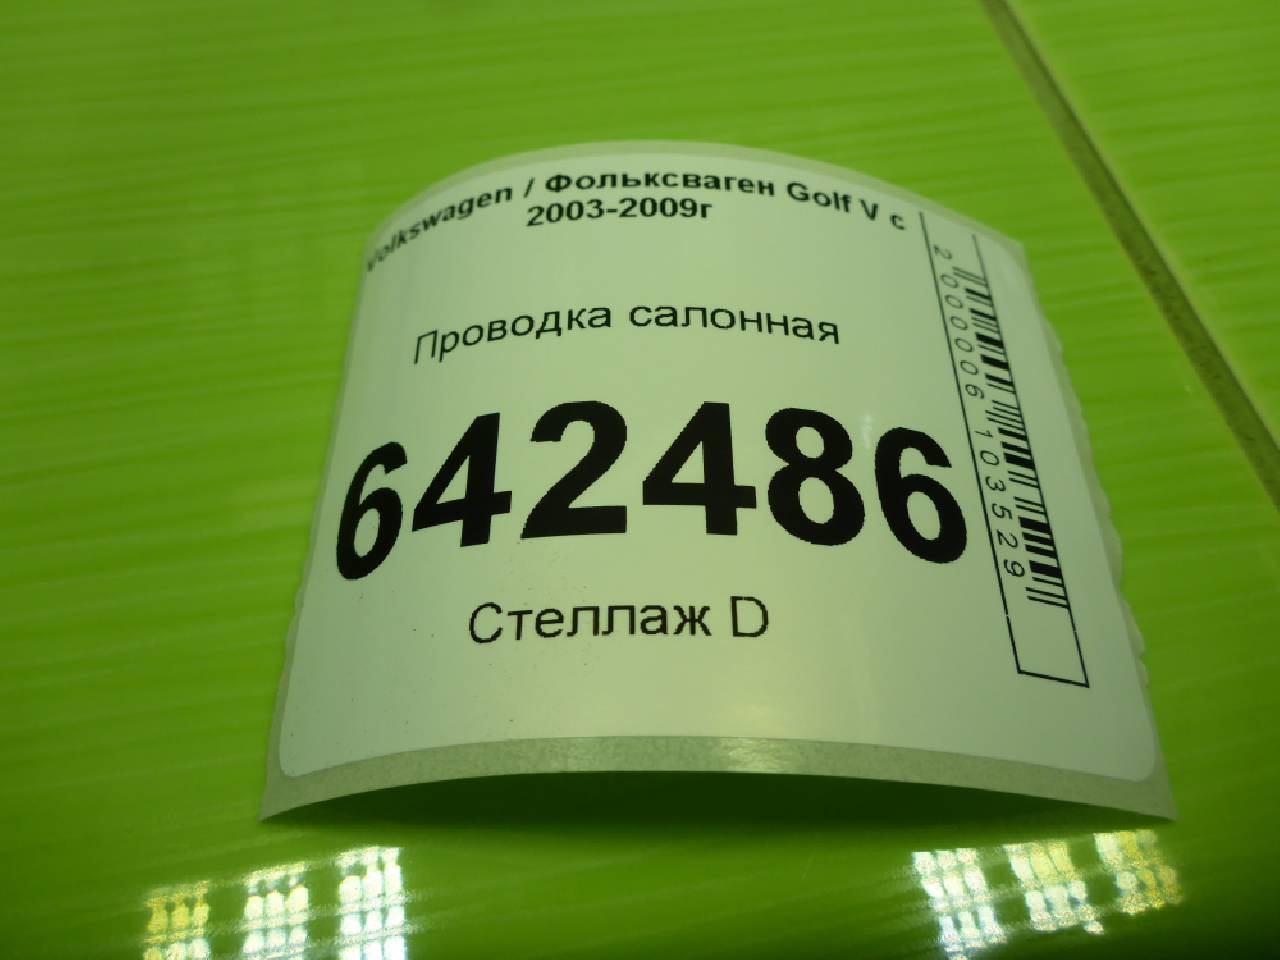 Volkswagen / Фольксваген Golf V с
2003-2009г
Проводка салонная
642486
Стеллаж D
2000006103529